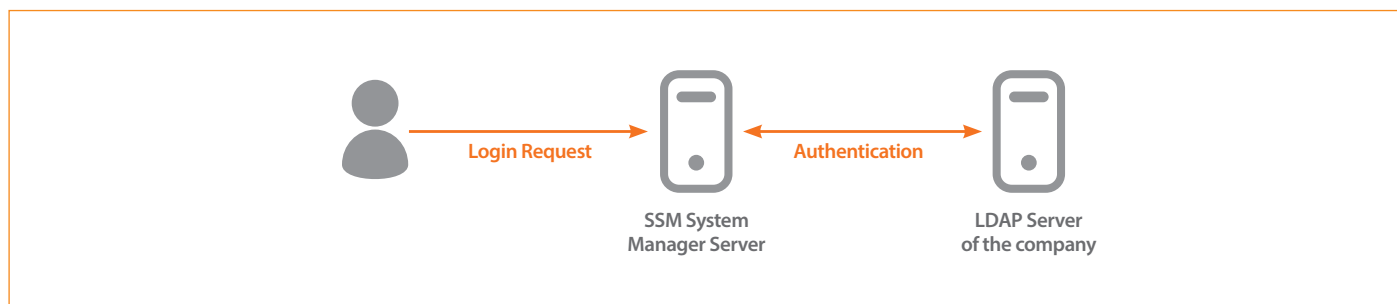 Login Request
Authentication
SSM System
Manager Server
LDAP Server
of the company